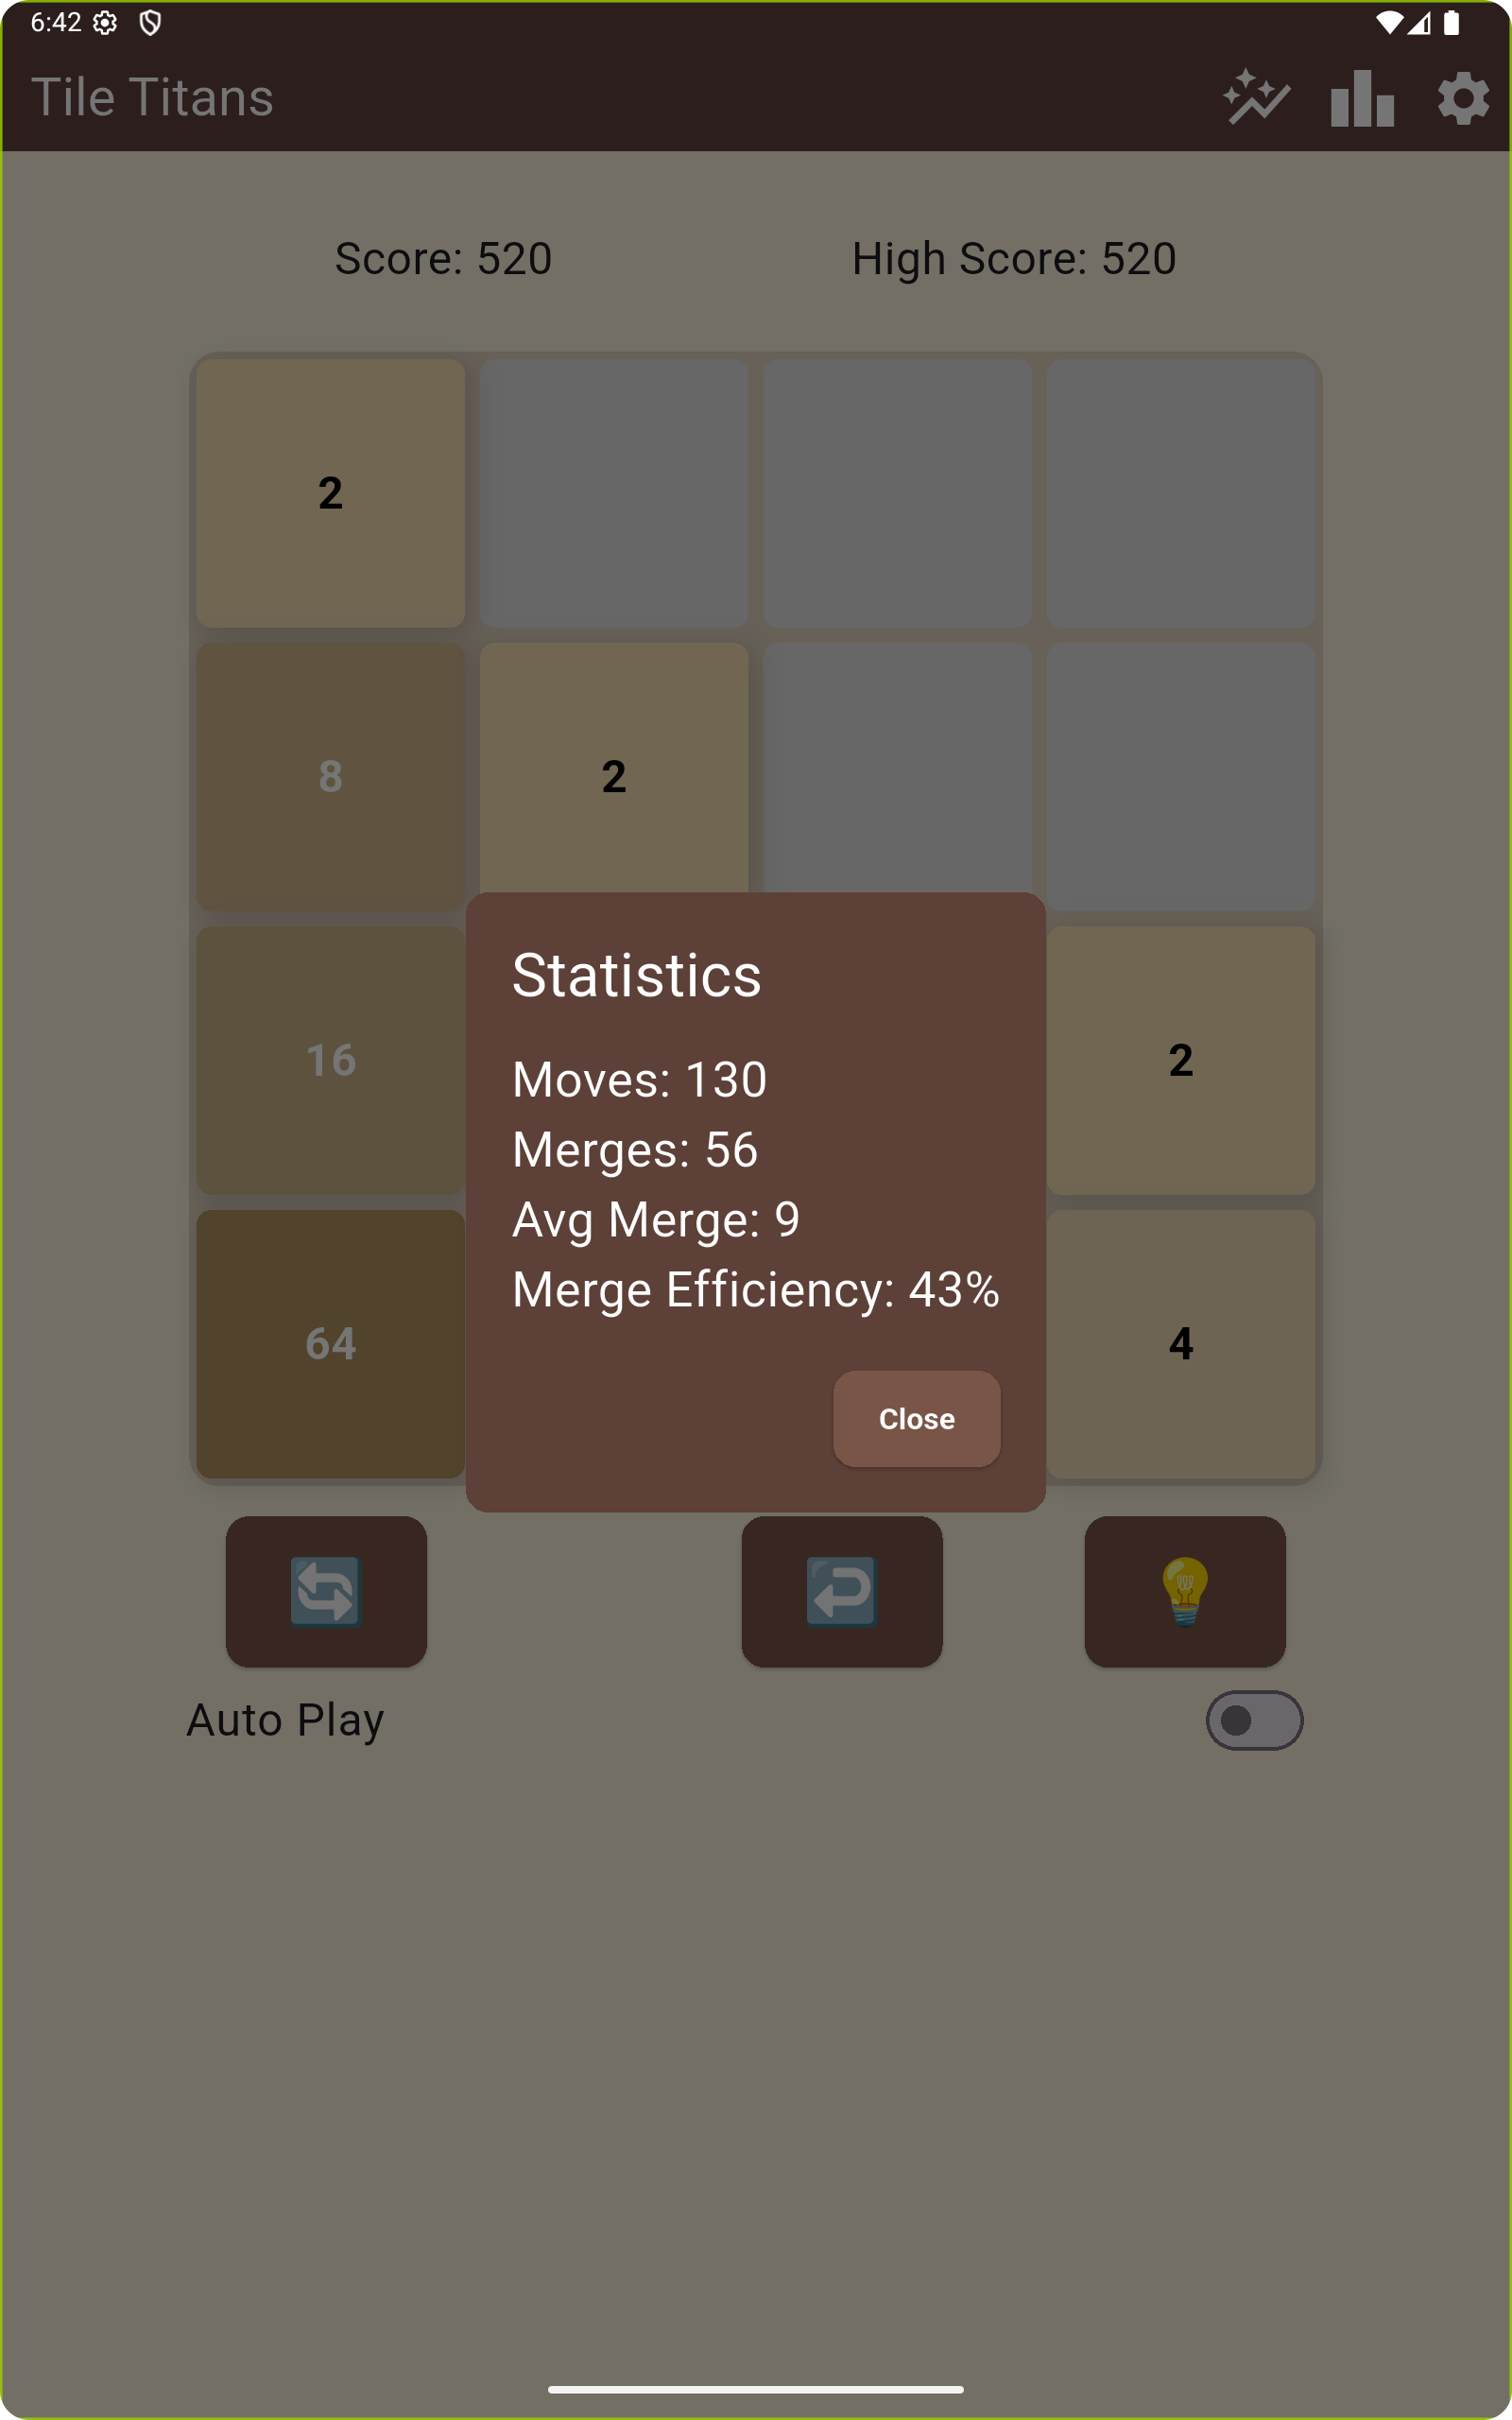 6:42
Tile Titans
Score: 520 High Score: 520
2
8 2
16 2
64 4
Statistics
Moves: 130
Merges: 56
Avg Merge: 9
Merge Efficiency: 43%
Close
Auto Play